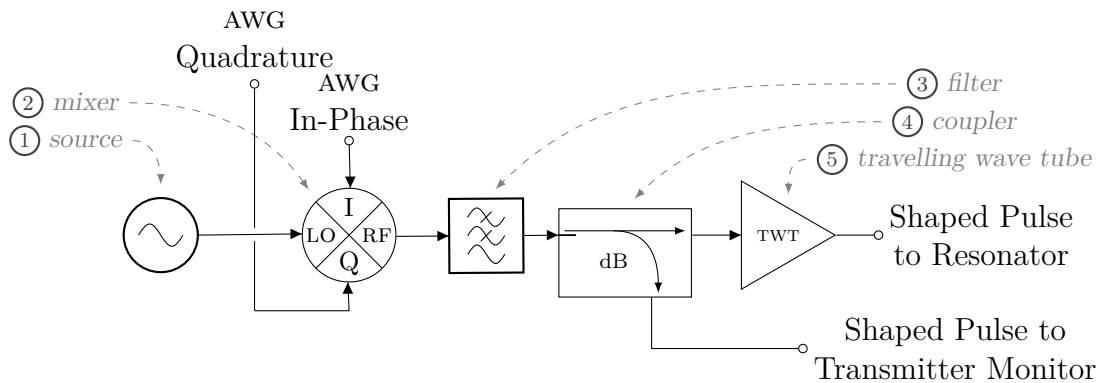 AWG
Quadrature
AWG
In-Phase
2 mixer
1 source
3 filter
4 coupler
5 travelling wave tube
I
LO
RF
Q
dB
TWT
Shaped Pulse
to Resonator
Shaped Pulse to
Transmitter Monitor